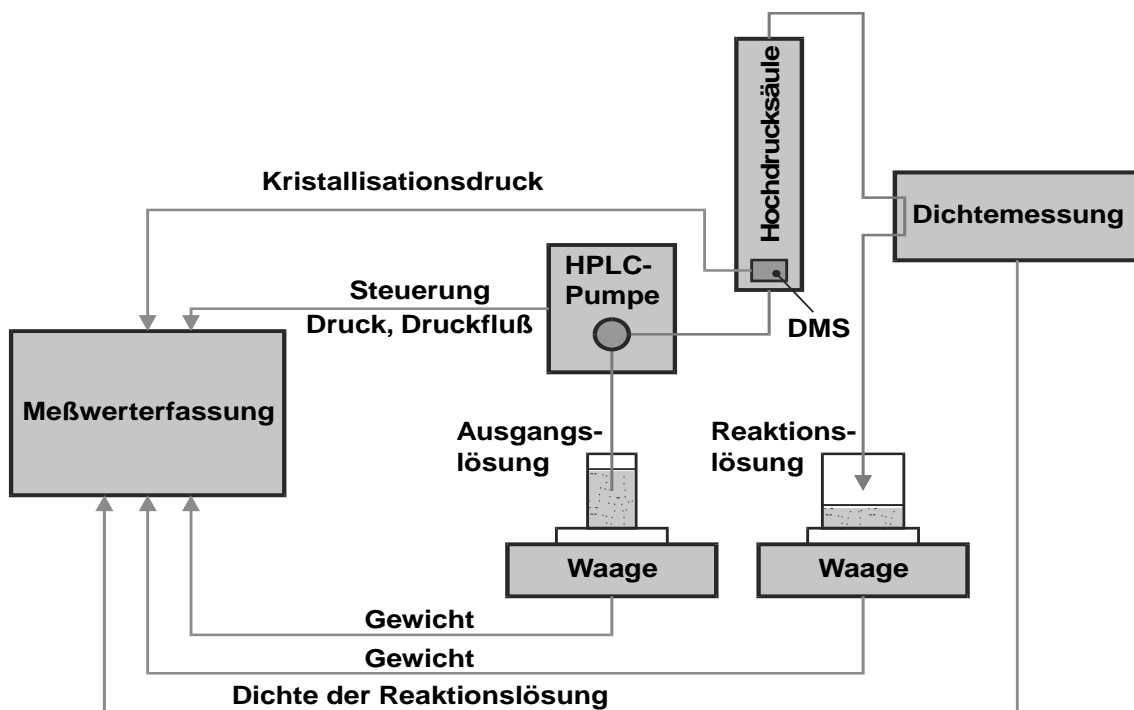 Hochdrucksäule
Kristallisationsdruck
Dichtemessung
HPLC-
Pumpe
Steuerung
Druck, Druckfluß
DMS
Meßwerterfassung
Ausgangs-
lösung
Reaktions-
lösung
Waage
Waage
Gewicht
Gewicht
Dichte der Reaktionslösung